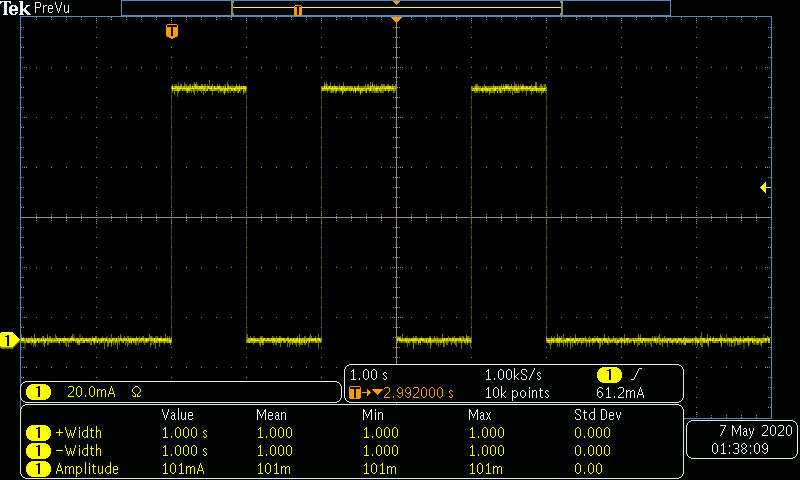 Tek PreVu
T
T
1
1 20.0mA Ω
1.00 s 1.00kS/s 1
T→▼2.992000 s 10k points 61.2mA
Value Mean Min Max Std Dev
1 +Width 1.000 s 1.000 1.000 1.000 0.000
1 −Width 1.000 s 1.000 1.000 1.000 0.000
1 Amplitude 101mA 101m 101m 101m 0.00
7 May 2020
01:38:09